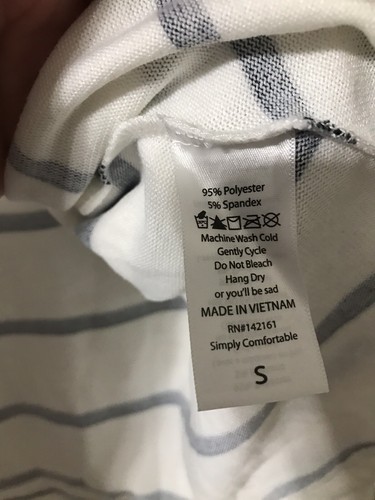 95% Polyester
5% Spandex
Machine Wash Cold
Gently Cycle
Do Not Bleach
Hang Dry
or you'll be sad
MADE IN VIETNAM
RN#142161
Simply Comfortable
S